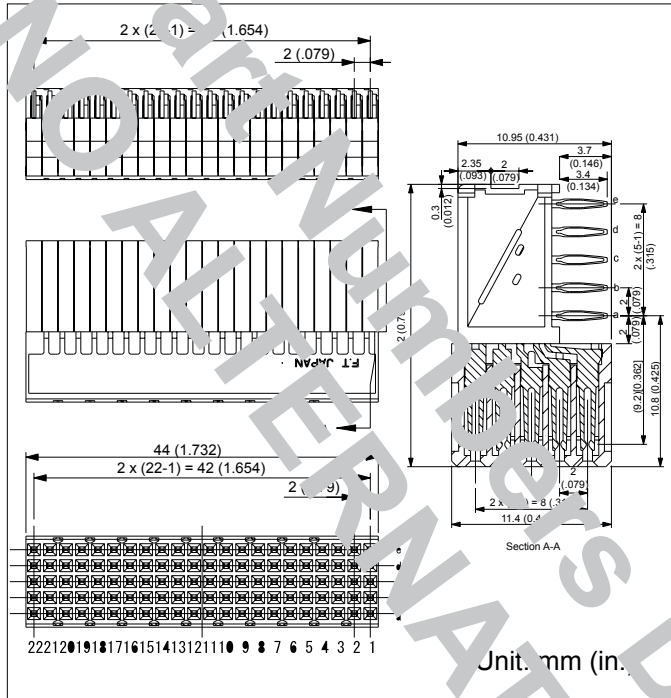 2 (.079)
10.95 (0.431)
3.7
(0.146)
2.35
(.093)
2
(.079)
3.4
(0.134)
0.3
(0.012)
e
d
c
b
a
2 x (5-1) = 8
(.315)
2
(.079)
2
(.079)
(9.2)[0.362]
10.8 (0.425)
F.T JAPAN
44 (1.732)
2 x (22-1) = 42 (1.654)
2
(.079)
Section A-A
22 21 20 19 18 17 16 15 14 13 12 11 10 9 8 7 6 5 4 3 2 1
Part Numbers
NO